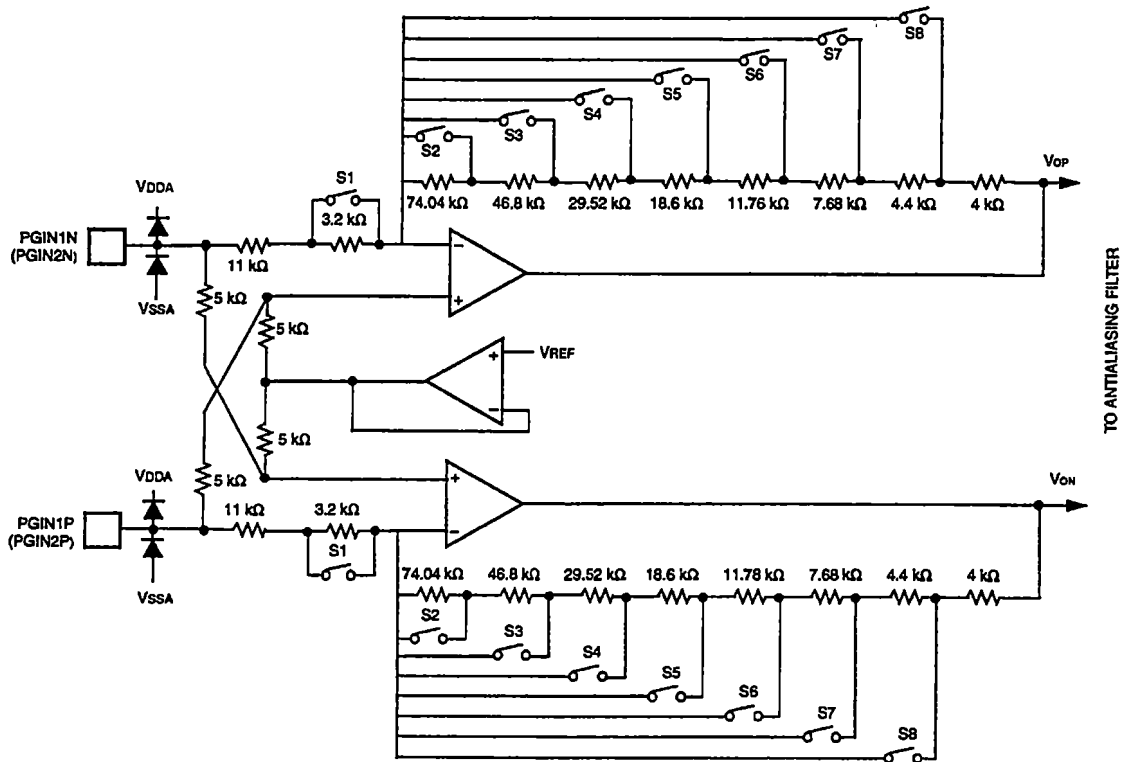 S8
S7
S6
S5
S4
S3
S2
VOP
74.04 kΩ 46.8 kΩ 29.52 kΩ 18.6 kΩ 11.76 kΩ 7.68 kΩ 4.4 kΩ 4 kΩ
VDDA
S1
3.2 kΩ
PGIN1N
(PGIN2N)
11 kΩ
−
+
VSSA
5 kΩ
5 kΩ
VREF
+
−
TO ANTIALIASING FILTER
5 kΩ
5 kΩ
VDDA
PGIN1P
(PGIN2P)
11 kΩ
3.2 kΩ
S1
+
−
VON
VSSA
74.04 kΩ 46.8 kΩ 29.52 kΩ 18.6 kΩ 11.78 kΩ 7.68 kΩ 4.4 kΩ 4 kΩ
S2
S3
S4
S5
S6
S7
S8